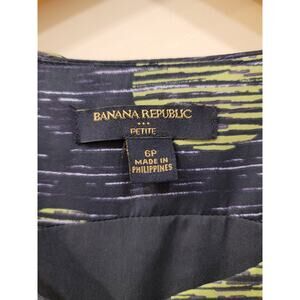 BANANA REPUBLIC
PETITE
6P
MADE IN
PHILIPPINES